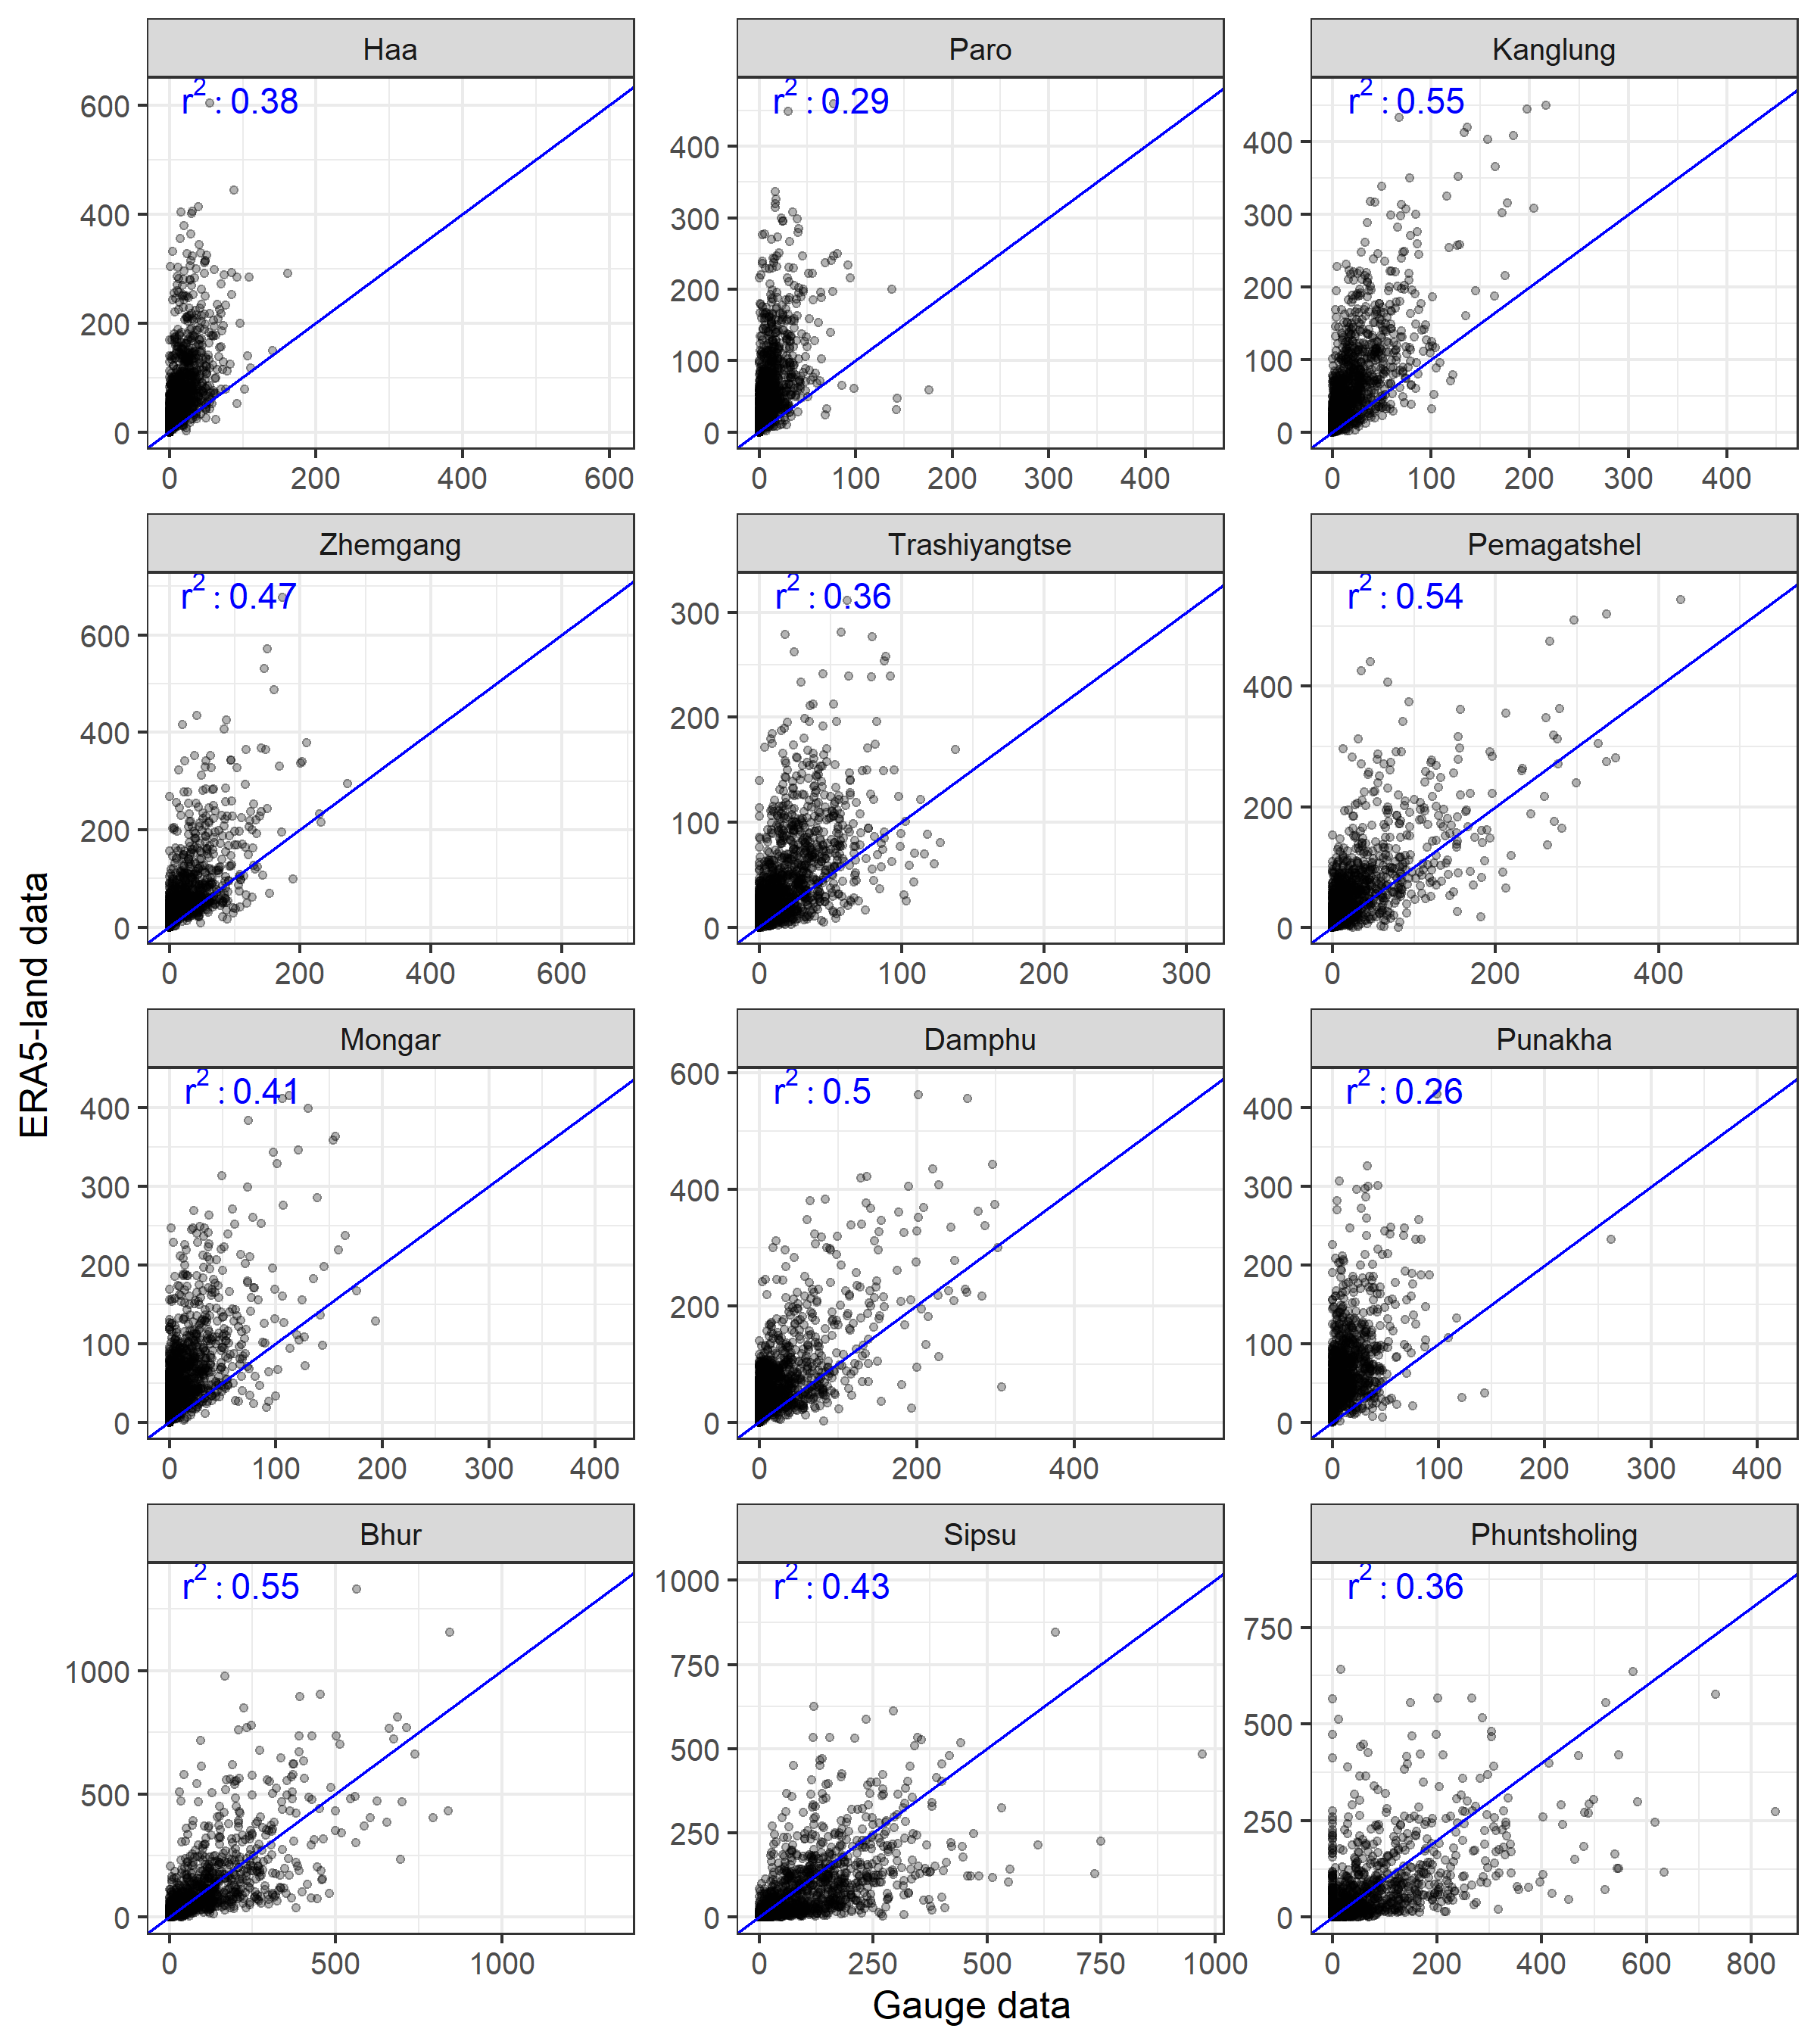 Haa
Paro
Kanglung
r²: 0.38
r²: 0.29
r²: 0.55
600
400
200
0
400
300
200
100
0
400
300
200
100
0
0 200 400 600
0 100 200 300 400
0 100 200 300 400
Zhemgang
Trashiyangtse
Pemagatshel
r²: 0.47
r²: 0.36
r²: 0.54
600
400
200
0
300
200
100
0
400
200
0
0 200 400 600
0 100 200 300
0 200 400
ERA5-land data
Mongar
Damphu
Punakha
r²: 0.41
r²: 0.5
r²: 0.26
400
300
200
100
0
600
400
200
0
400
300
200
100
0
0 100 200 300 400
0 200 400
0 100 200 300 400
Bhur
Sipsu
Phuntsholing
r²: 0.55
r²: 0.43
r²: 0.36
1000
500
0
1000
750
500
250
0
750
500
250
0
0 500 1000
0 250 500 750 1000
0 200 400 600 800
Gauge data